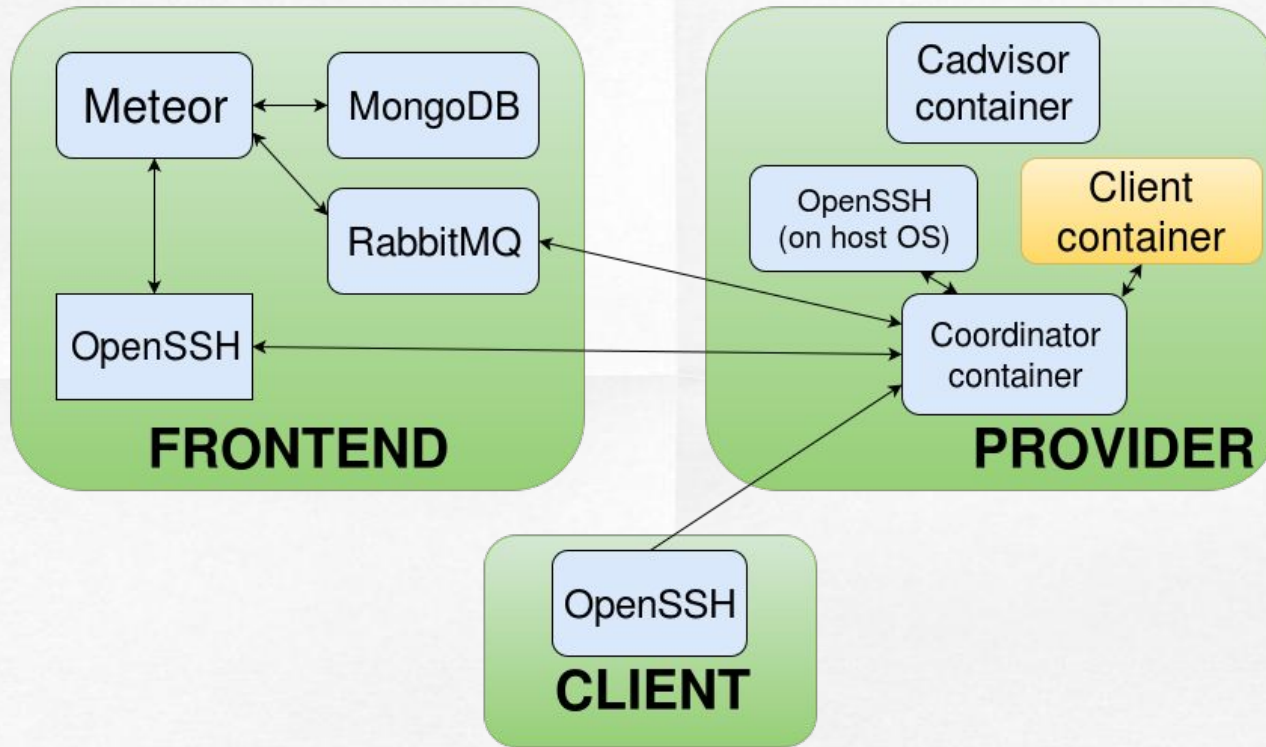 Meteor
MongoDB
RabbitMQ
OpenSSH
FRONTEND
Cadvisor
container
OpenSSH
(on host OS)
Client
container
Coordinator
container
PROVIDER
OpenSSH
CLIENT